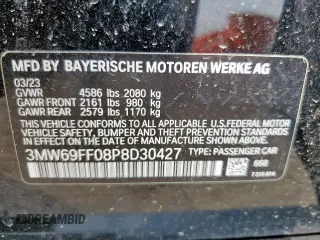 MFD BY BAYERISCHE MOTOREN WERKE AG
03/23
GVWR 4586 lbs 2080 kg
GAWR FRONT 2161 lbs 980 kg
GAWR REAR 2579 lbs 1170 kg
THIS VEHICLE CONFORMS TO ALL APPLICABLE U.S. FEDERAL MOTOR
VEHICLE SAFETY, BUMPER, AND THEFT PREVENTION STANDARDS
IN EFFECT ON THE DATE OF MANUFACTURE SHOWN ABOVE.
3MW69FF08P8D30427 TYPE: PASSENGER CAR
668